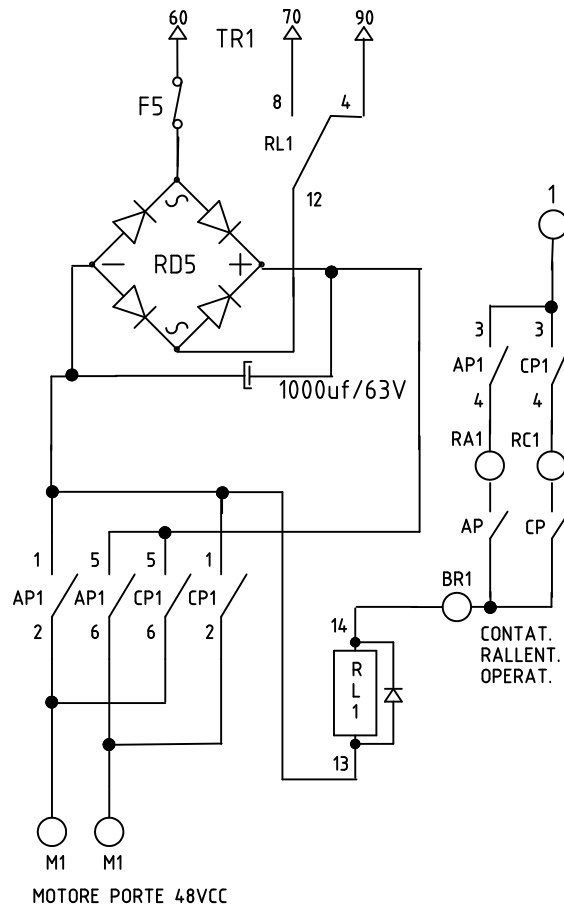 60
70
90
TR1
F5
8
4
RL1
12
1
RD5
1000uf/63V
3
3
AP1
CP1
4
4
RA1
RC1
AP
CP
1
5
5
1
AP1
AP1
CP1
CP1
2
6
6
2
BR1
14
CONTAT.
RALLENT.
OPERAT.
R
L
1
13
M1
M1
MOTORE PORTE 48VCC